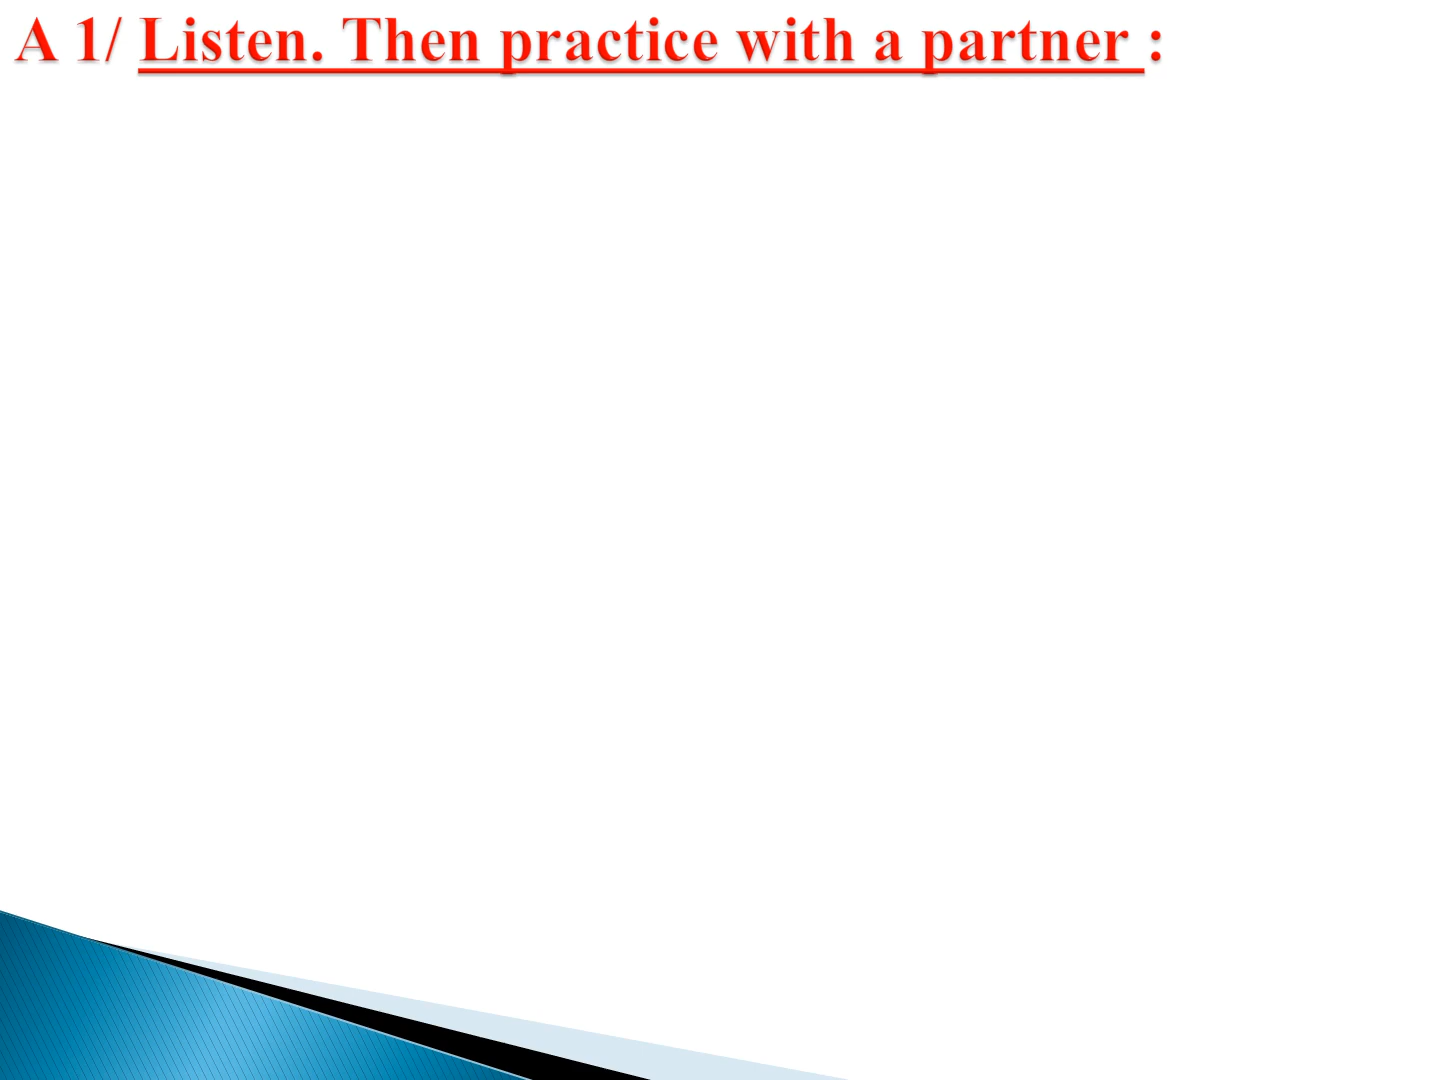 A 1/ Listen. Then practice with a partner :